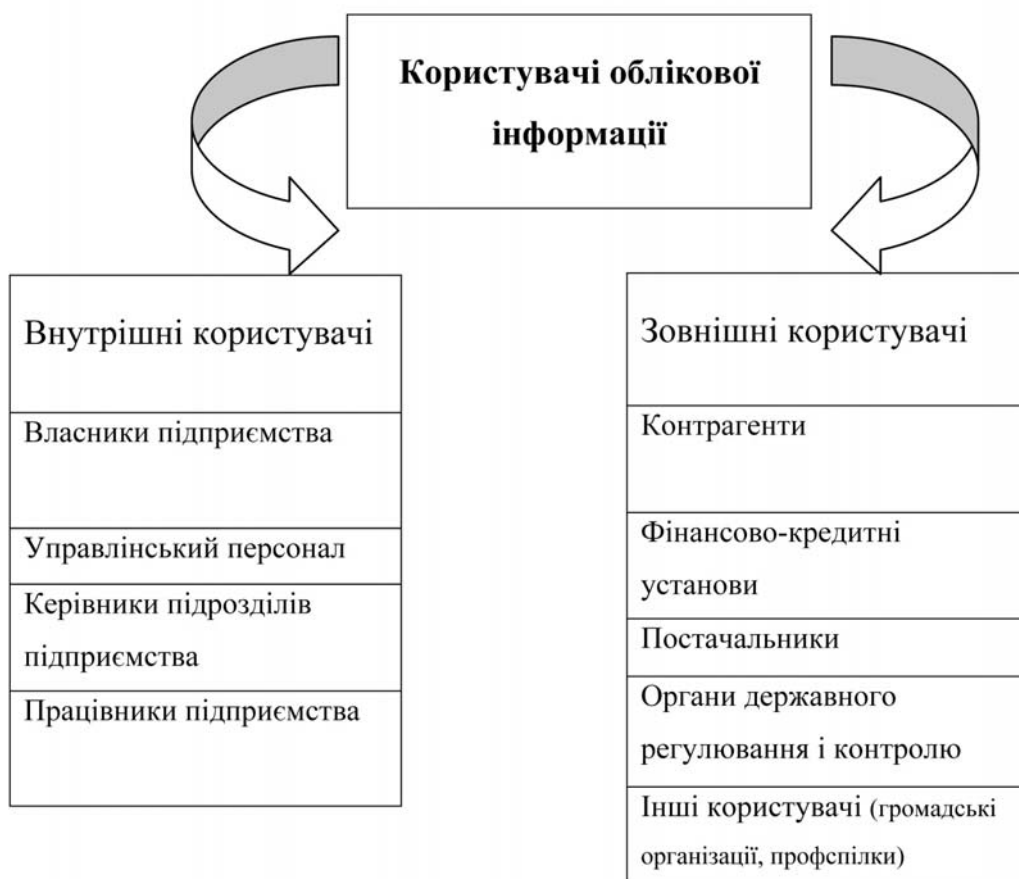 Користувачі облікової
інформації
Внутрішні користувачі
Власники підприємства
Управлінський персонал
Керівники підрозділів
підприємства
Працівники підприємства
Зовнішні користувачі
Контрагенти
Фінансово-кредитні
установи
Постачальники
Органи державного
регулювання і контролю
Інші користувачі (громадські
організації, профспілки)